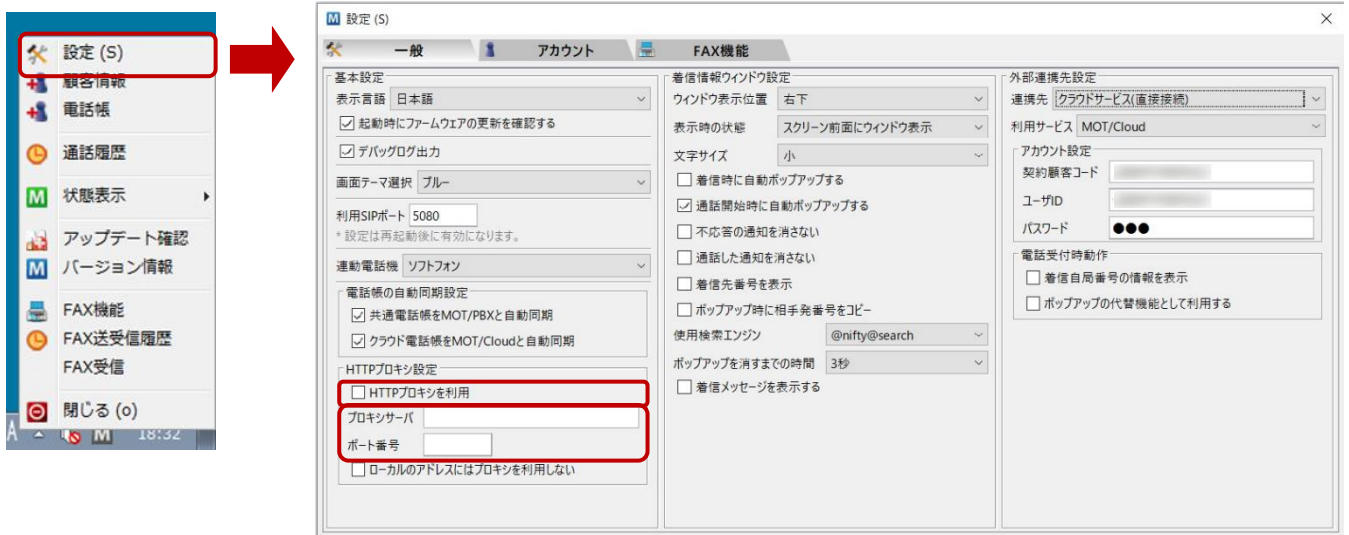 設定 (S)
顧客情報
電話帳
通話履歴
M 状態表示
アップデート確認
M バージョン情報
FAX機能
FAX送受信履歴
FAX受信
閉じる (o)
A M 18:32
M 設定 (S)
一般 アカウント FAX機能
基本設定
表示言語 日本語
起動時にファームウェアの更新を確認する
デバッグログ出力
画面テーマ選択 ブルー
利用SIPポート 5080
* 設定は再起動後に有効になります。
連動電話機 ソフトフォン
電話帳の自動同期設定
共通電話帳をMOT/PBXと自動同期
クラウド電話帳をMOT/Cloudと自動同期
HTTPプロキシ設定
HTTPプロキシを利用
プロキシサーバ
ポート番号
ローカルのアドレスにはプロキシを利用しない
着信情報ウィンドウ設定
ウィンドウ表示位置 右下
表示時の状態 スクリーン前面にウィンドウ表示
文字サイズ 小
着信時に自動ポップアップする
通話開始時に自動ポップアップする
不応答の通知を消さない
通話した通知を消さない
着信先番号を表示
ポップアップ時に相手発番号をコピー
使用検索エンジン @nifty@search
ポップアップを消すまでの時間 3秒
着信メッセージを表示する
外部連携先設定
連携先 クラウドサービス(直接接続)
利用サービス MOT/Cloud
アカウント設定
契約顧客コード
ユーザID
パスワード ●●●
電話受付時動作
着信自局番号の情報を表示
ポップアップの代替機能として利用する